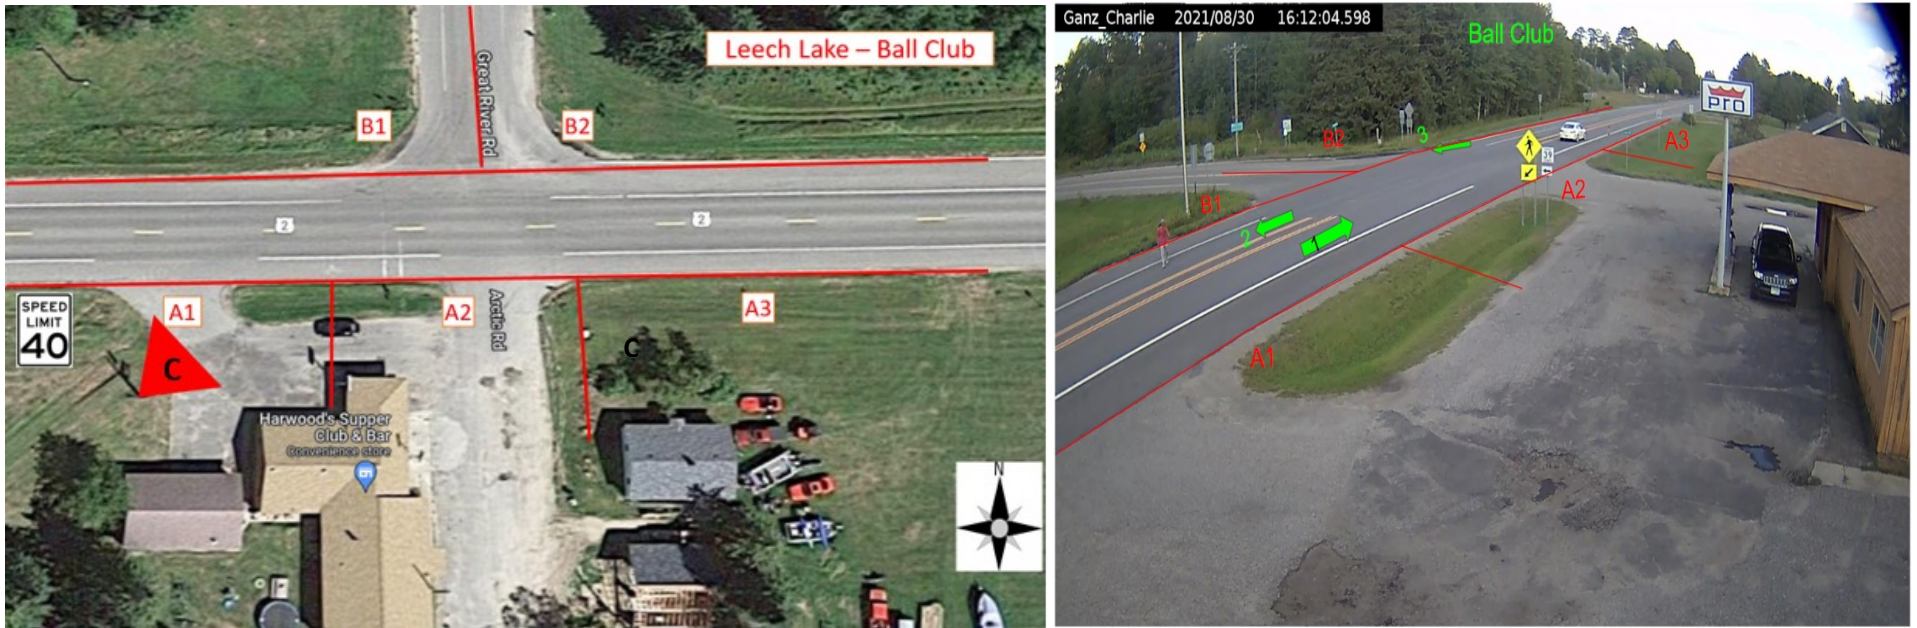 Leech Lake – Ball Club
Great River Rd
B1
B2
2
2
SPEED
LIMIT
40
A1
A2
A3
Arctic Rd
C
C
Harwood's Supper
Club & Bar
Convenience store
N
Ganz_Charlie 2021/08/30 16:12:04.598
Ball Club
pro
3
B2
A3
39
A2
B1
2
1
A1